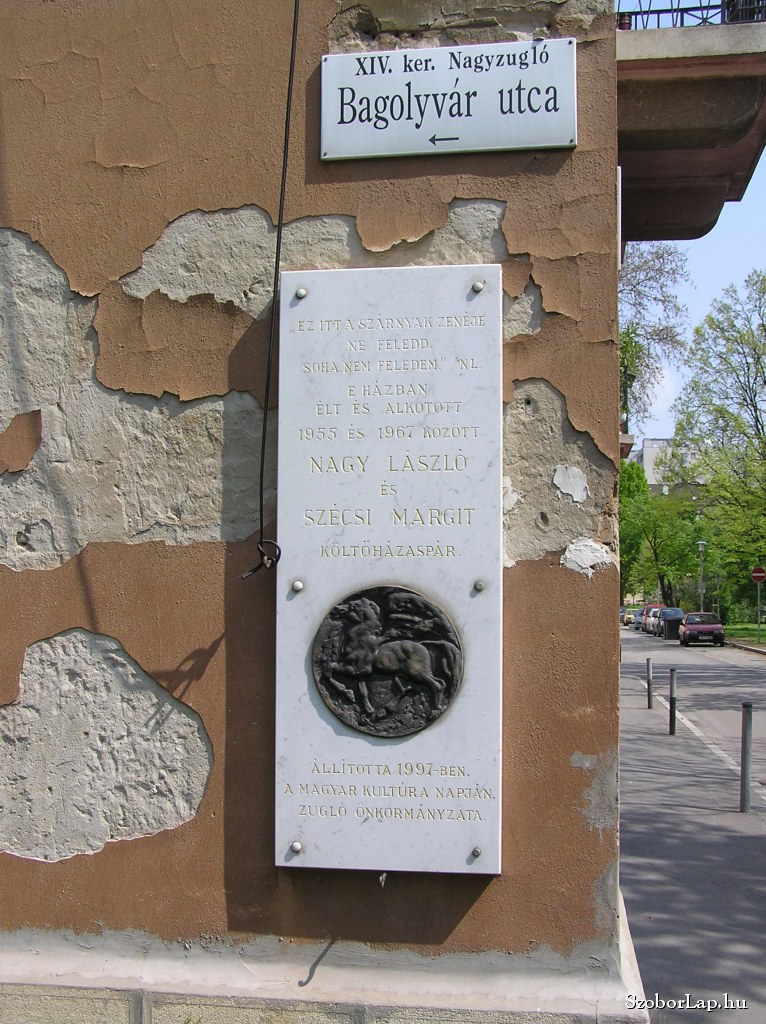 XIV. ker. Nagyzugló
Bagolyvár utca
←
„EZ ITT A SZÁRNYAK ZENÉJE
NE FELEDD.
SOHA NEM FELEDEM." NL.
E HÁZBAN
ÉLT ÉS ALKOTOTT
1955 ÉS 1967 KÖZÖTT
NAGY LÁSZLÓ
ÉS
SZÉCSI MARGIT
KÖLTŐHÁZASPÁR.
ÁLLÍTOTTA 1997-BEN.
A MAGYAR KULTÚRA NAPJÁN.
ZUGLÓ ÖNKORMÁNYZATA.
SzoborLap.hu